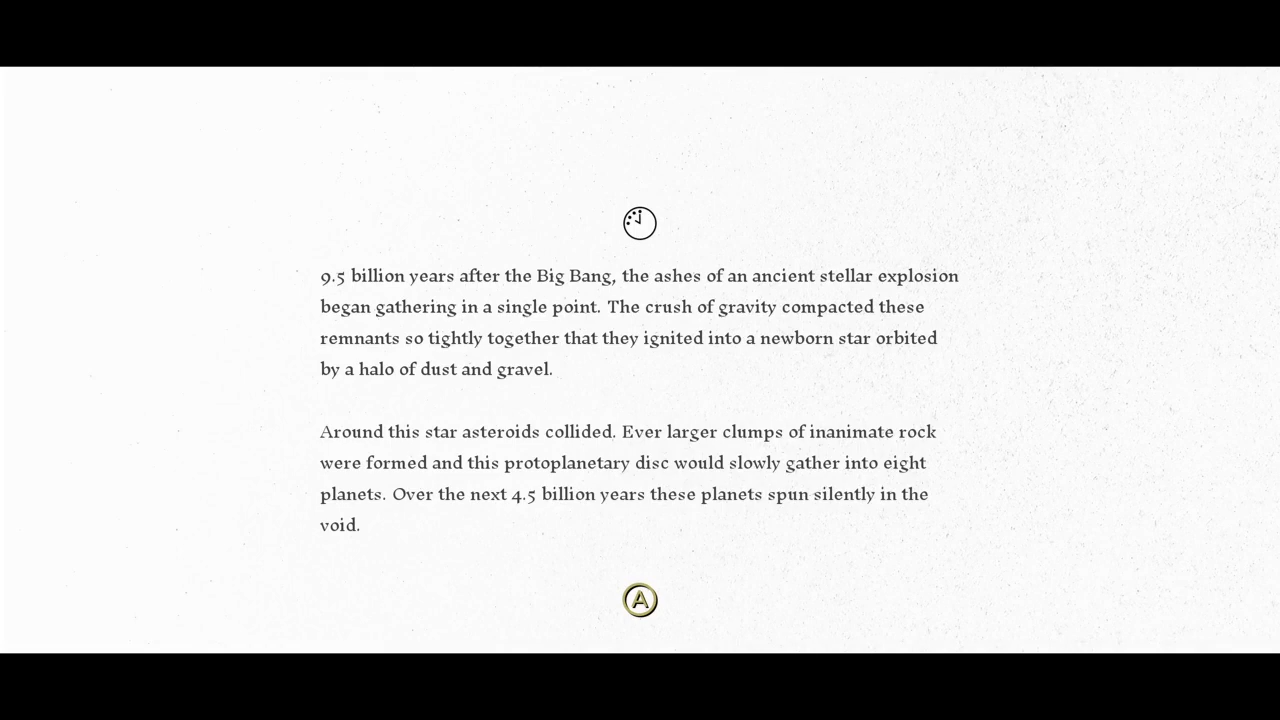 9.5 billion years after the Big Bang, the ashes of an ancient stellar explosion
began gathering in a single point. The crush of gravity compacted these
remnants so tightly together that they ignited into a newborn star orbited
by a halo of dust and gravel.
Around this star asteroids collided. Ever larger clumps of inanimate rock
were formed and this protoplanetary disc would slowly gather into eight
planets. Over the next 4.5 billion years these planets spun silently in the
void.
A